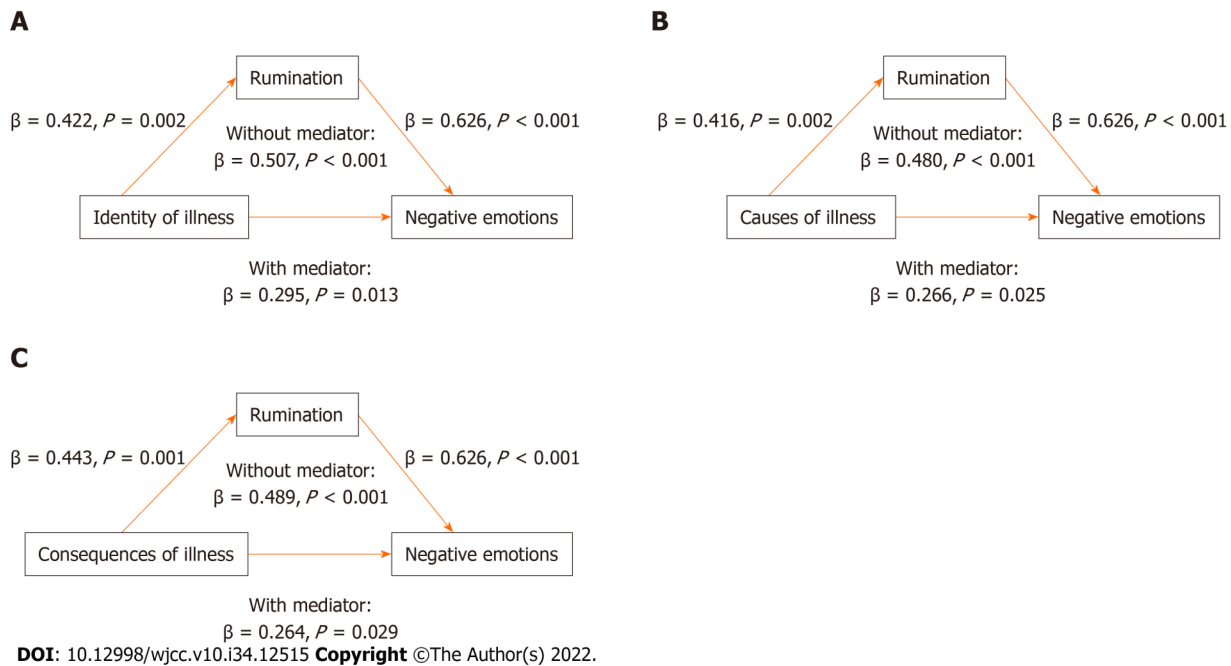 A
Rumination
β = 0.422, P = 0.002
β = 0.626, P < 0.001
Without mediator:
β = 0.507, P < 0.001
Identity of illness
Negative emotions
With mediator:
β = 0.295, P = 0.013
B
Rumination
β = 0.416, P = 0.002
β = 0.626, P < 0.001
Without mediator:
β = 0.480, P < 0.001
Causes of illness
Negative emotions
With mediator:
β = 0.266, P = 0.025
C
Rumination
β = 0.443, P = 0.001
β = 0.626, P < 0.001
Without mediator:
β = 0.489, P < 0.001
Consequences of illness
Negative emotions
With mediator:
β = 0.264, P = 0.029
DOI: 10.12998/wjcc.v10.i34.12515 Copyright ©The Author(s) 2022.